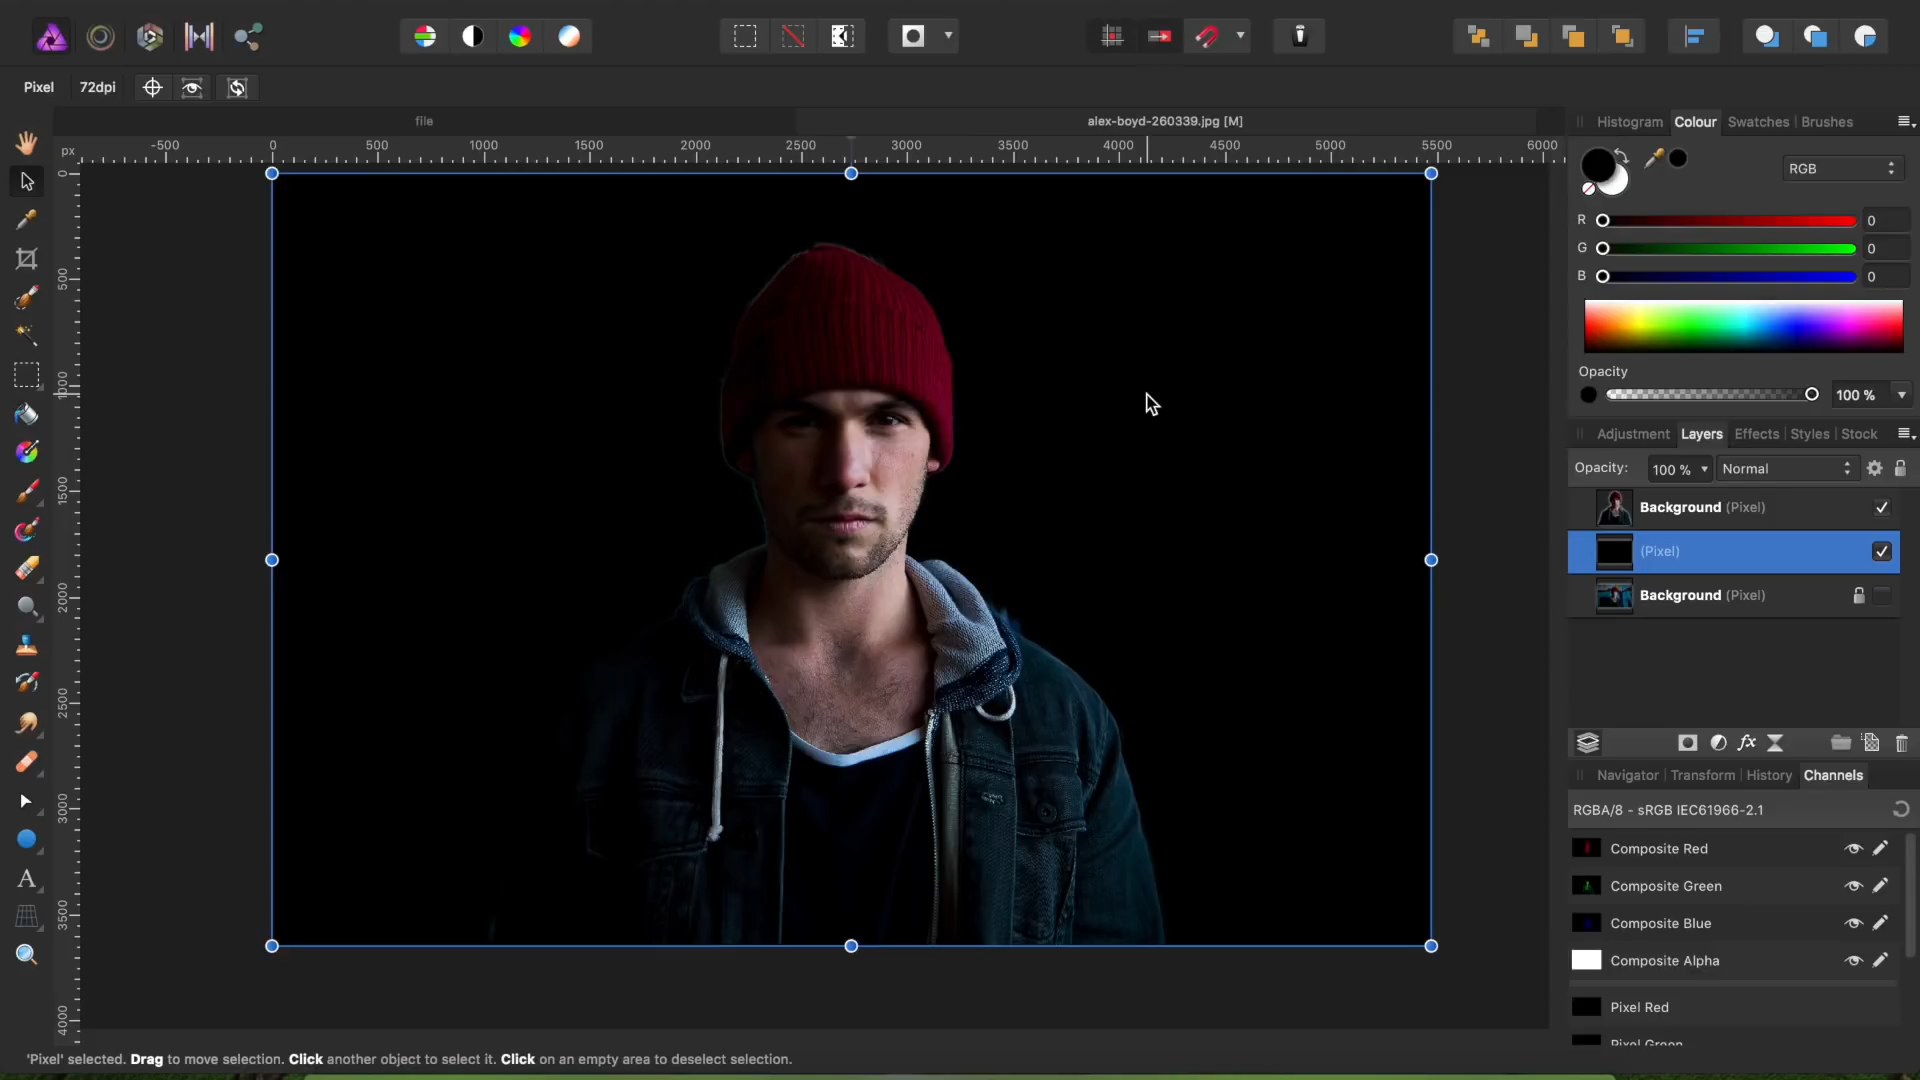 Pixel
72dpi
file
alex-boyd-260339.jpg [M]
px
-500
0
500
1000
1500
2000
2500
3000
3500
4000
4500
5000
5500
6000
0
500
1000
1500
2000
2500
3000
3500
4000
Histogram
Colour
Swatches
Brushes
RGB
R
0
G
0
B
0
Opacity
100 %
Adjustment
Layers
Effects
Styles
Stock
Opacity:
100 %
Normal
Background (Pixel)
(Pixel)
Background (Pixel)
fx
Navigator
Transform
History
Channels
RGBA/8 - sRGB IEC61966-2.1
Composite Red
Composite Green
Composite Blue
Composite Alpha
Pixel Red
Pixel Green
A
'Pixel' selected. Drag to move selection. Click another object to select it. Click on an empty area to deselect selection.